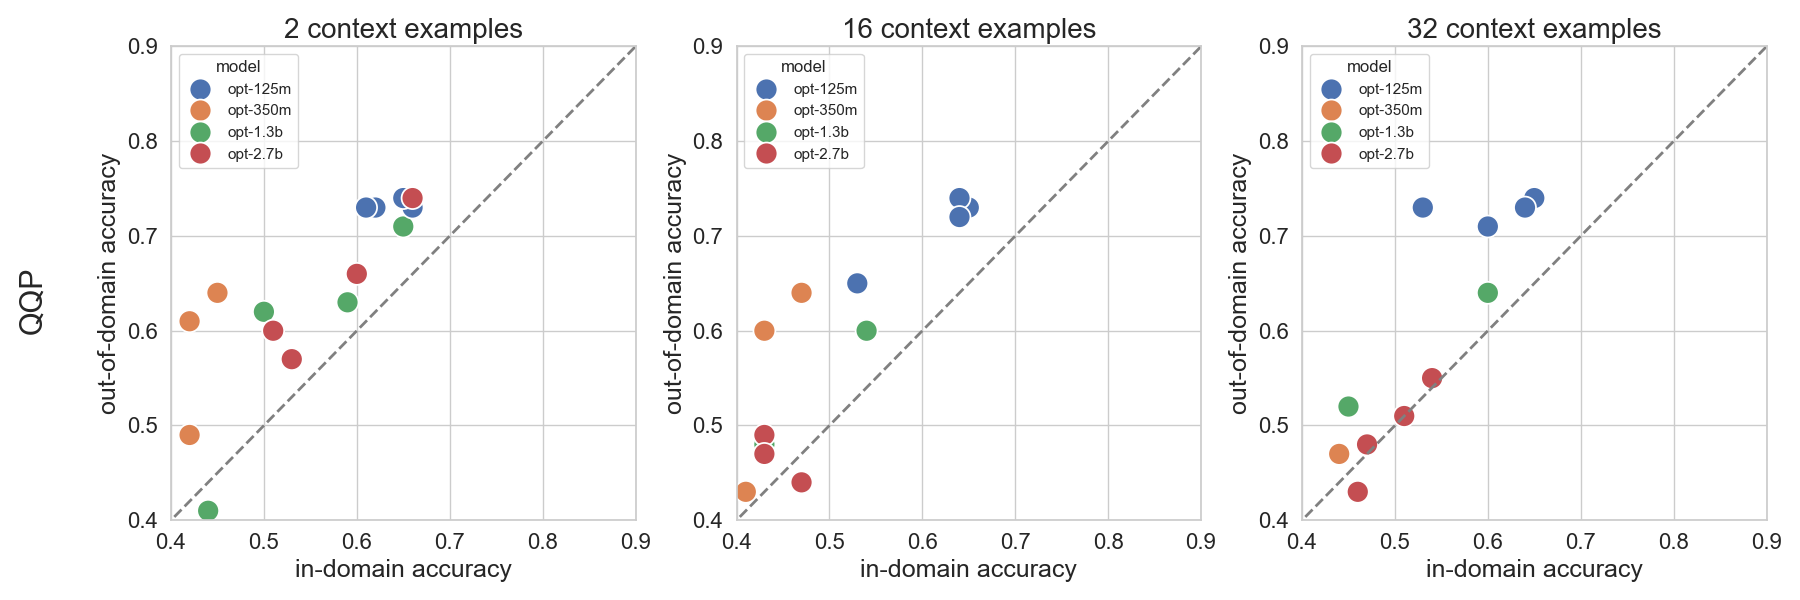 QQP
2 context examples
model
opt-125m
opt-350m
opt-1.3b
opt-2.7b
out-of-domain accuracy
0.9
0.8
0.7
0.6
0.5
0.4
0.4 0.5 0.6 0.7 0.8 0.9
in-domain accuracy
16 context examples
model
opt-125m
opt-350m
opt-1.3b
opt-2.7b
out-of-domain accuracy
0.9
0.8
0.7
0.6
0.5
0.4
0.4 0.5 0.6 0.7 0.8 0.9
in-domain accuracy
32 context examples
model
opt-125m
opt-350m
opt-1.3b
opt-2.7b
out-of-domain accuracy
0.9
0.8
0.7
0.6
0.5
0.4
0.4 0.5 0.6 0.7 0.8 0.9
in-domain accuracy